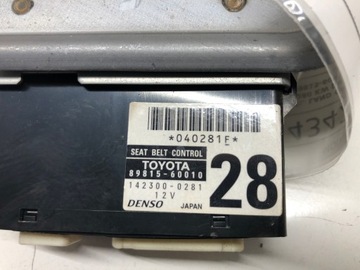 *040281E*
SEAT BELT CONTROL
TOYOTA
89815-60010
142300-0281
12V
DENSO JAPAN
28